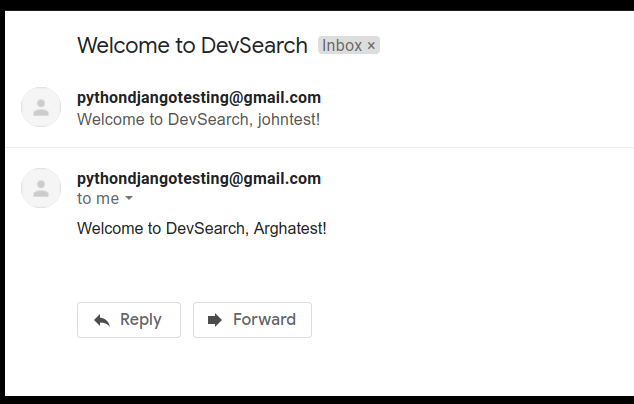 Welcome to DevSearch Inbox ×
pythondjangotesting@gmail.com
Welcome to DevSearch, johntest!
pythondjangotesting@gmail.com
to me
Welcome to DevSearch, Arghatest!
Reply Forward